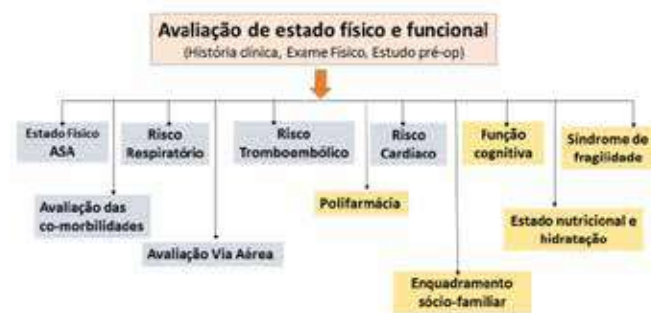 Avaliação de estado físico e funcional
(História clínica, Exame Físico, Estudo pré-op)
Estado Físico
ASA
Risco
Respiratório
Risco
Tromboembólico
Risco
Cardíaco
Função
cognitiva
Síndrome de
fragilidade
Avaliação das
co-morbilidades
Polifarmácia
Estado nutricional e
hidratação
Avaliação Via Aérea
Enquadramento
sócio-familiar